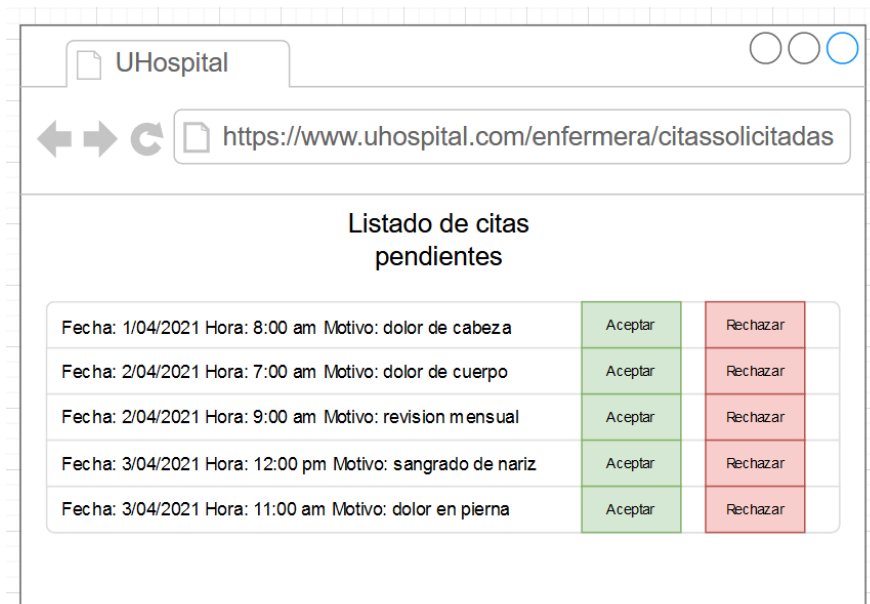 UHospital
https://www.uhospital.com/enfermera/citassolicitadas
Listado de citas
pendientes
Fecha: 1/04/2021 Hora: 8:00 am Motivo: dolor de cabeza Aceptar Rechazar
Fecha: 2/04/2021 Hora: 7:00 am Motivo: dolor de cuerpo Aceptar Rechazar
Fecha: 2/04/2021 Hora: 9:00 am Motivo: revision mensual Aceptar Rechazar
Fecha: 3/04/2021 Hora: 12:00 pm Motivo: sangrado de nariz Aceptar Rechazar
Fecha: 3/04/2021 Hora: 11:00 am Motivo: dolor en pierna Aceptar Rechazar